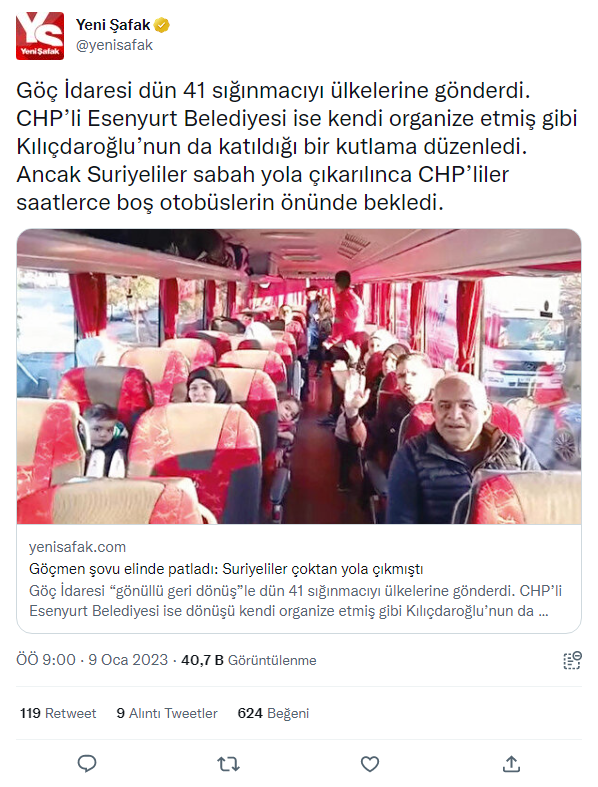 YS
Yeni Şafak
Yeni Şafak
@yenisafak
Göç İdaresi dün 41 sığınmacıyı ülkelerine gönderdi.
CHP’li Esenyurt Belediyesi ise kendi organize etmiş gibi
Kılıçdaroğlu’nun da katıldığı bir kutlama düzenledi.
Ancak Suriyeliler sabah yola çıkarılınca CHP’liler
saatlerce boş otobüslerin önünde bekledi.
yenisafak.com
Göçmen şovu elinde patladı: Suriyeliler çoktan yola çıkmıştı
Göç İdaresi “gönüllü geri dönüş”le dün 41 sığınmacıyı ülkelerine gönderdi. CHP’li
Esenyurt Belediyesi ise dönüşü kendi organize etmiş gibi Kılıçdaroğlu’nun da ...
ÖÖ 9:00 · 9 Oca 2023 · 40,7 B Görüntülenme
119 Retweet 9 Alıntı Tweetler 624 Beğeni